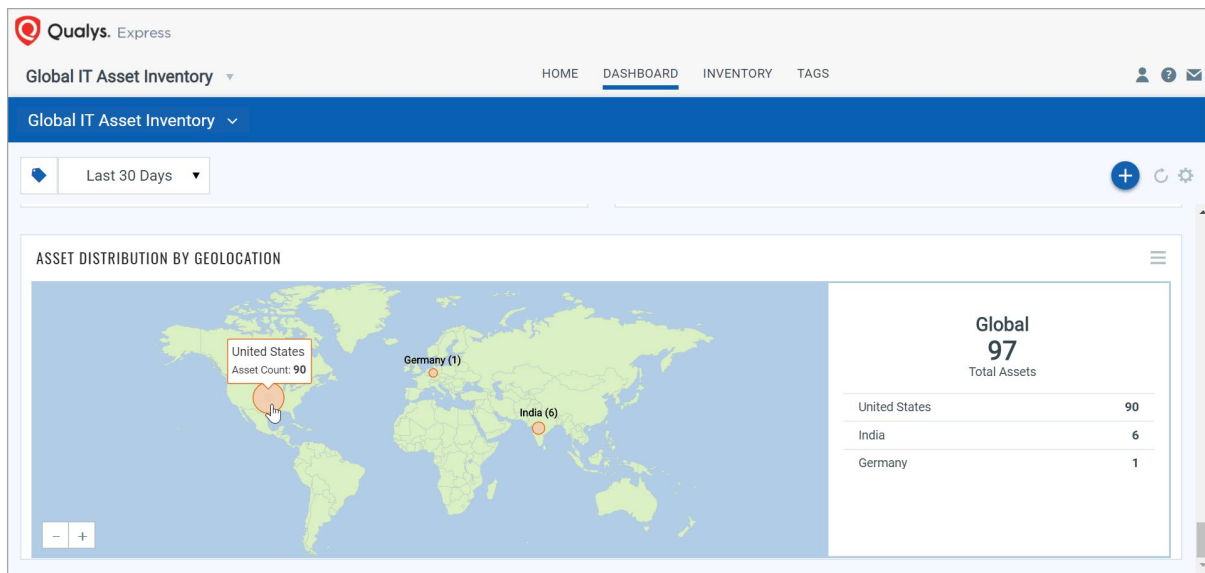 Qualys. Express
Global IT Asset Inventory
HOME DASHBOARD INVENTORY TAGS
Global IT Asset Inventory
Last 30 Days
ASSET DISTRIBUTION BY GEOLOCATION
United States
Asset Count: 90
Germany (1)
India (6)
Global
97
Total Assets
United States 90
India 6
Germany 1